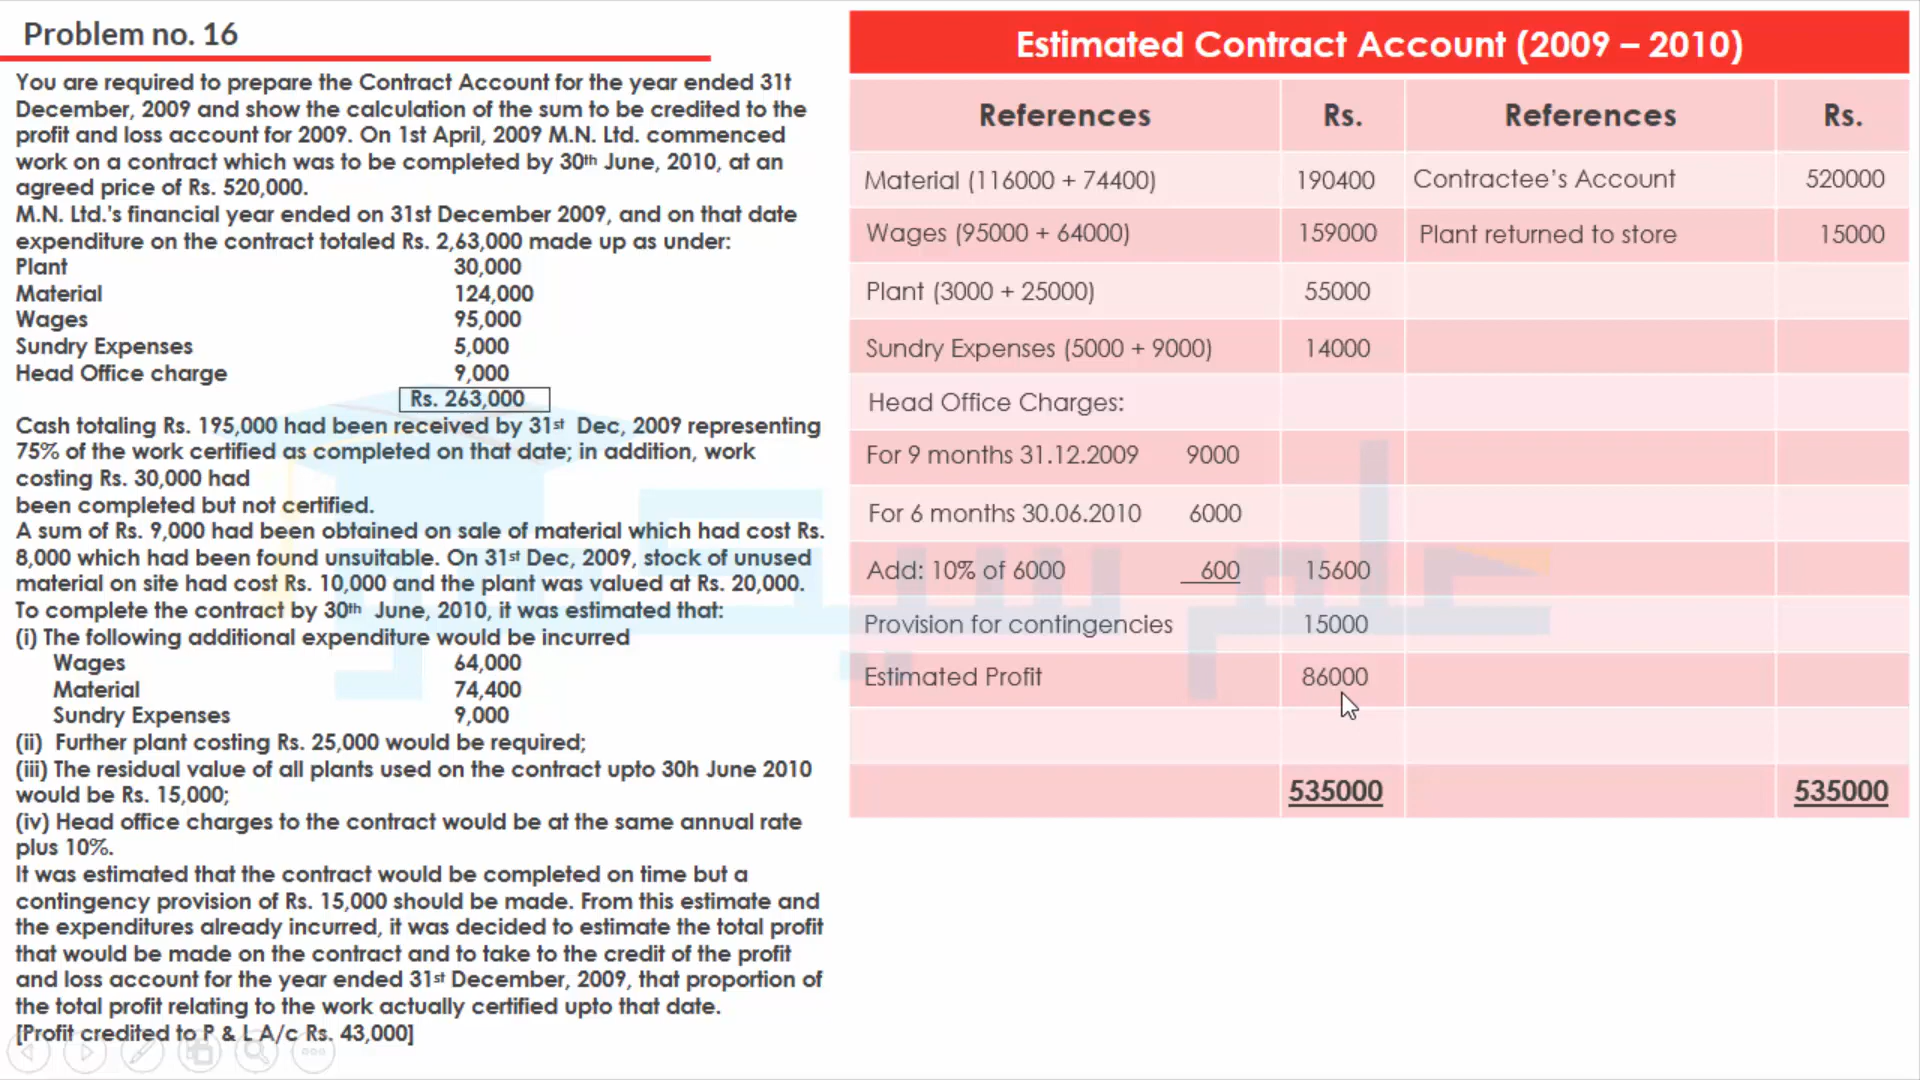 Problem no. 16
You are required to prepare the Contract Account for the year ended 31t
December, 2009 and show the calculation of the sum to be credited to the
profit and loss account for 2009. On 1st April, 2009 M.N. Ltd. commenced
work on a contract which was to be completed by 30th June, 2010, at an
agreed price of Rs. 520,000.
M.N. Ltd.'s financial year ended on 31st December 2009, and on that date
expenditure on the contract totaled Rs. 2,63,000 made up as under:
Plant 30,000
Material 124,000
Wages 95,000
Sundry Expenses 5,000
Head Office charge 9,000
Rs. 263,000
Cash totaling Rs. 195,000 had been received by 31st Dec, 2009 representing
75% of the work certified as completed on that date; in addition, work
costing Rs. 30,000 had
been completed but not certified.
A sum of Rs. 9,000 had been obtained on sale of material which had cost Rs.
8,000 which had been found unsuitable. On 31st Dec, 2009, stock of unused
material on site had cost Rs. 10,000 and the plant was valued at Rs. 20,000.
To complete the contract by 30th June, 2010, it was estimated that:
(i) The following additional expenditure would be incurred
Wages 64,000
Material 74,400
Sundry Expenses 9,000
(ii) Further plant costing Rs. 25,000 would be required;
(iii) The residual value of all plants used on the contract upto 30h June 2010
would be Rs. 15,000;
(iv) Head office charges to the contract would be at the same annual rate
plus 10%.
It was estimated that the contract would be completed on time but a
contingency provision of Rs. 15,000 should be made. From this estimate and
the expenditures already incurred, it was decided to estimate the total profit
that would be made on the contract and to take to the credit of the profit
and loss account for the year ended 31st December, 2009, that proportion of
the total profit relating to the work actually certified upto that date.
[Profit credited to P & L A/c Rs. 43,000]
Estimated Contract Account (2009 – 2010)
References Rs. References Rs.
Material (116000 + 74400) 190400 Contractee’s Account 520000
Wages (95000 + 64000) 159000 Plant returned to store 15000
Plant (3000 + 25000) 55000
Sundry Expenses (5000 + 9000) 14000
Head Office Charges:
For 9 months 31.12.2009 9000
For 6 months 30.06.2010 6000
Add: 10% of 6000 600 15600
Provision for contingencies 15000
Estimated Profit 86000
535000 535000